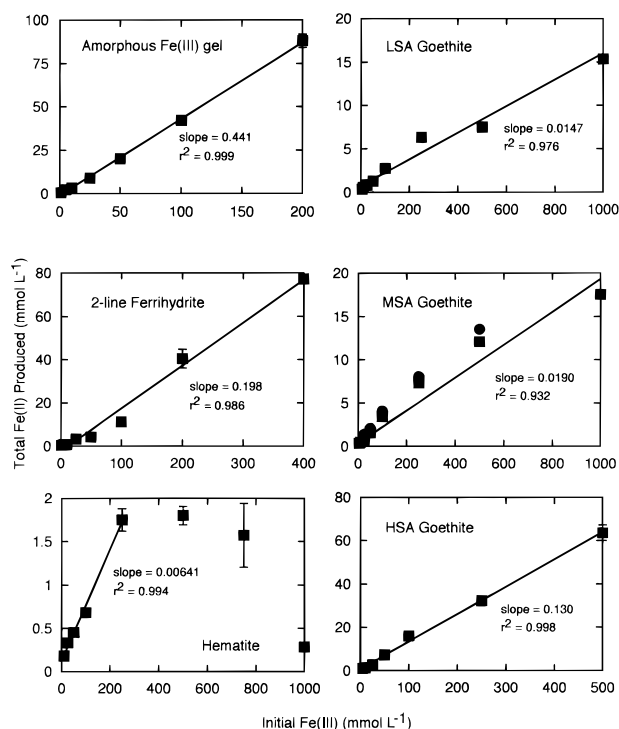 Amorphous Fe(III) gel
100
75
50
25
0
slope = 0.441
r² = 0.999
0 50 100 150 200
LSA Goethite
20
15
10
5
0
slope = 0.0147
r² = 0.976
0 200 400 600 800 1000
Total Fe(II) Produced (mmol L⁻¹)
2-line Ferrihydrite
80
60
40
20
0
slope = 0.198
r² = 0.986
0 100 200 300 400
MSA Goethite
20
15
10
5
0
slope = 0.0190
r² = 0.932
0 200 400 600 800 1000
2
1.5
1
0.5
0
slope = 0.00641
r² = 0.994
Hematite
0 200 400 600 800 1000
HSA Goethite
80
60
40
20
0
slope = 0.130
r² = 0.998
0 100 200 300 400 500
Initial Fe(III) (mmol L⁻¹)